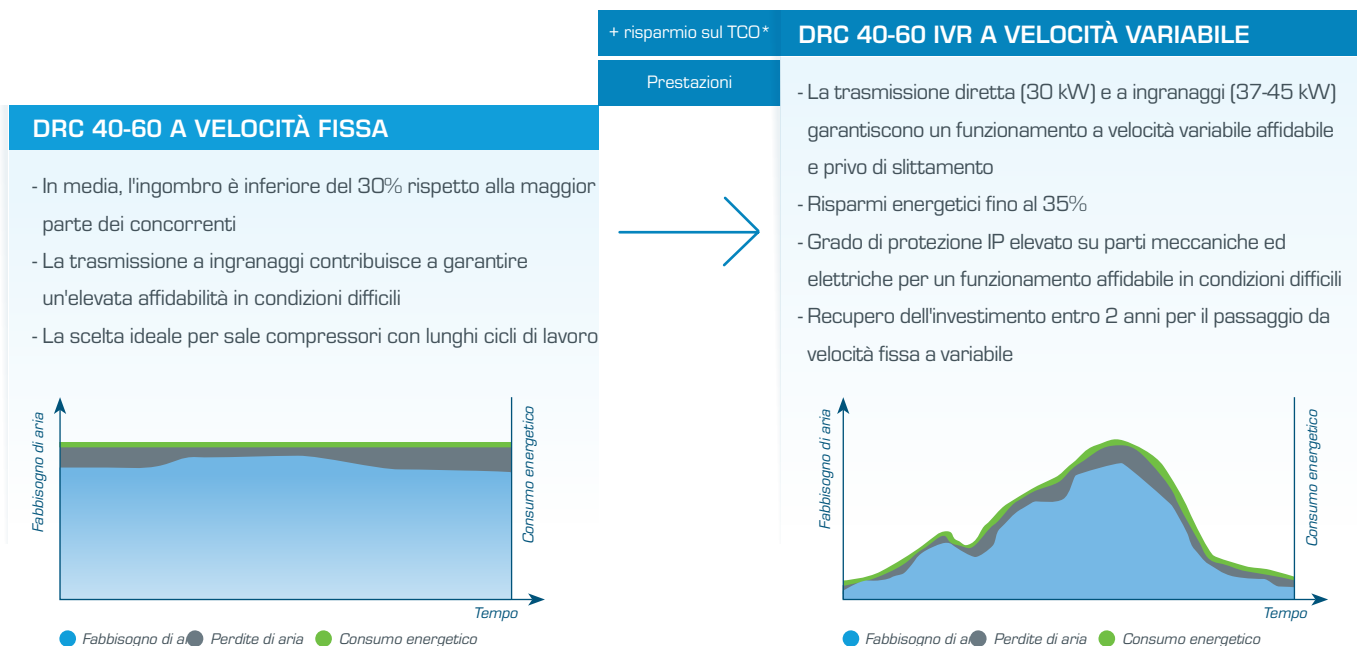 + risparmio sul TCO*
Prestazioni
DRC 40-60 A VELOCITÀ FISSA
- In media, l'ingombro è inferiore del 30% rispetto alla maggior
parte dei concorrenti
- La trasmissione a ingranaggi contribuisce a garantire
un'elevata affidabilità in condizioni difficili
- La scelta ideale per sale compressori con lunghi cicli di lavoro
Fabbisogno di aria
Consumo energetico
Tempo
Fabbisogno di a Perdite di aria Consumo energetico
DRC 40-60 IVR A VELOCITÀ VARIABILE
- La trasmissione diretta (30 kW) e a ingranaggi (37-45 kW)
garantiscono un funzionamento a velocità variabile affidabile
e privo di slittamento
- Risparmi energetici fino al 35%
- Grado di protezione IP elevato su parti meccaniche ed
elettriche per un funzionamento affidabile in condizioni difficili
- Recupero dell'investimento entro 2 anni per il passaggio da
velocità fissa a variabile
Fabbisogno di aria
Consumo energetico
Tempo
Fabbisogno di a Perdite di aria Consumo energetico